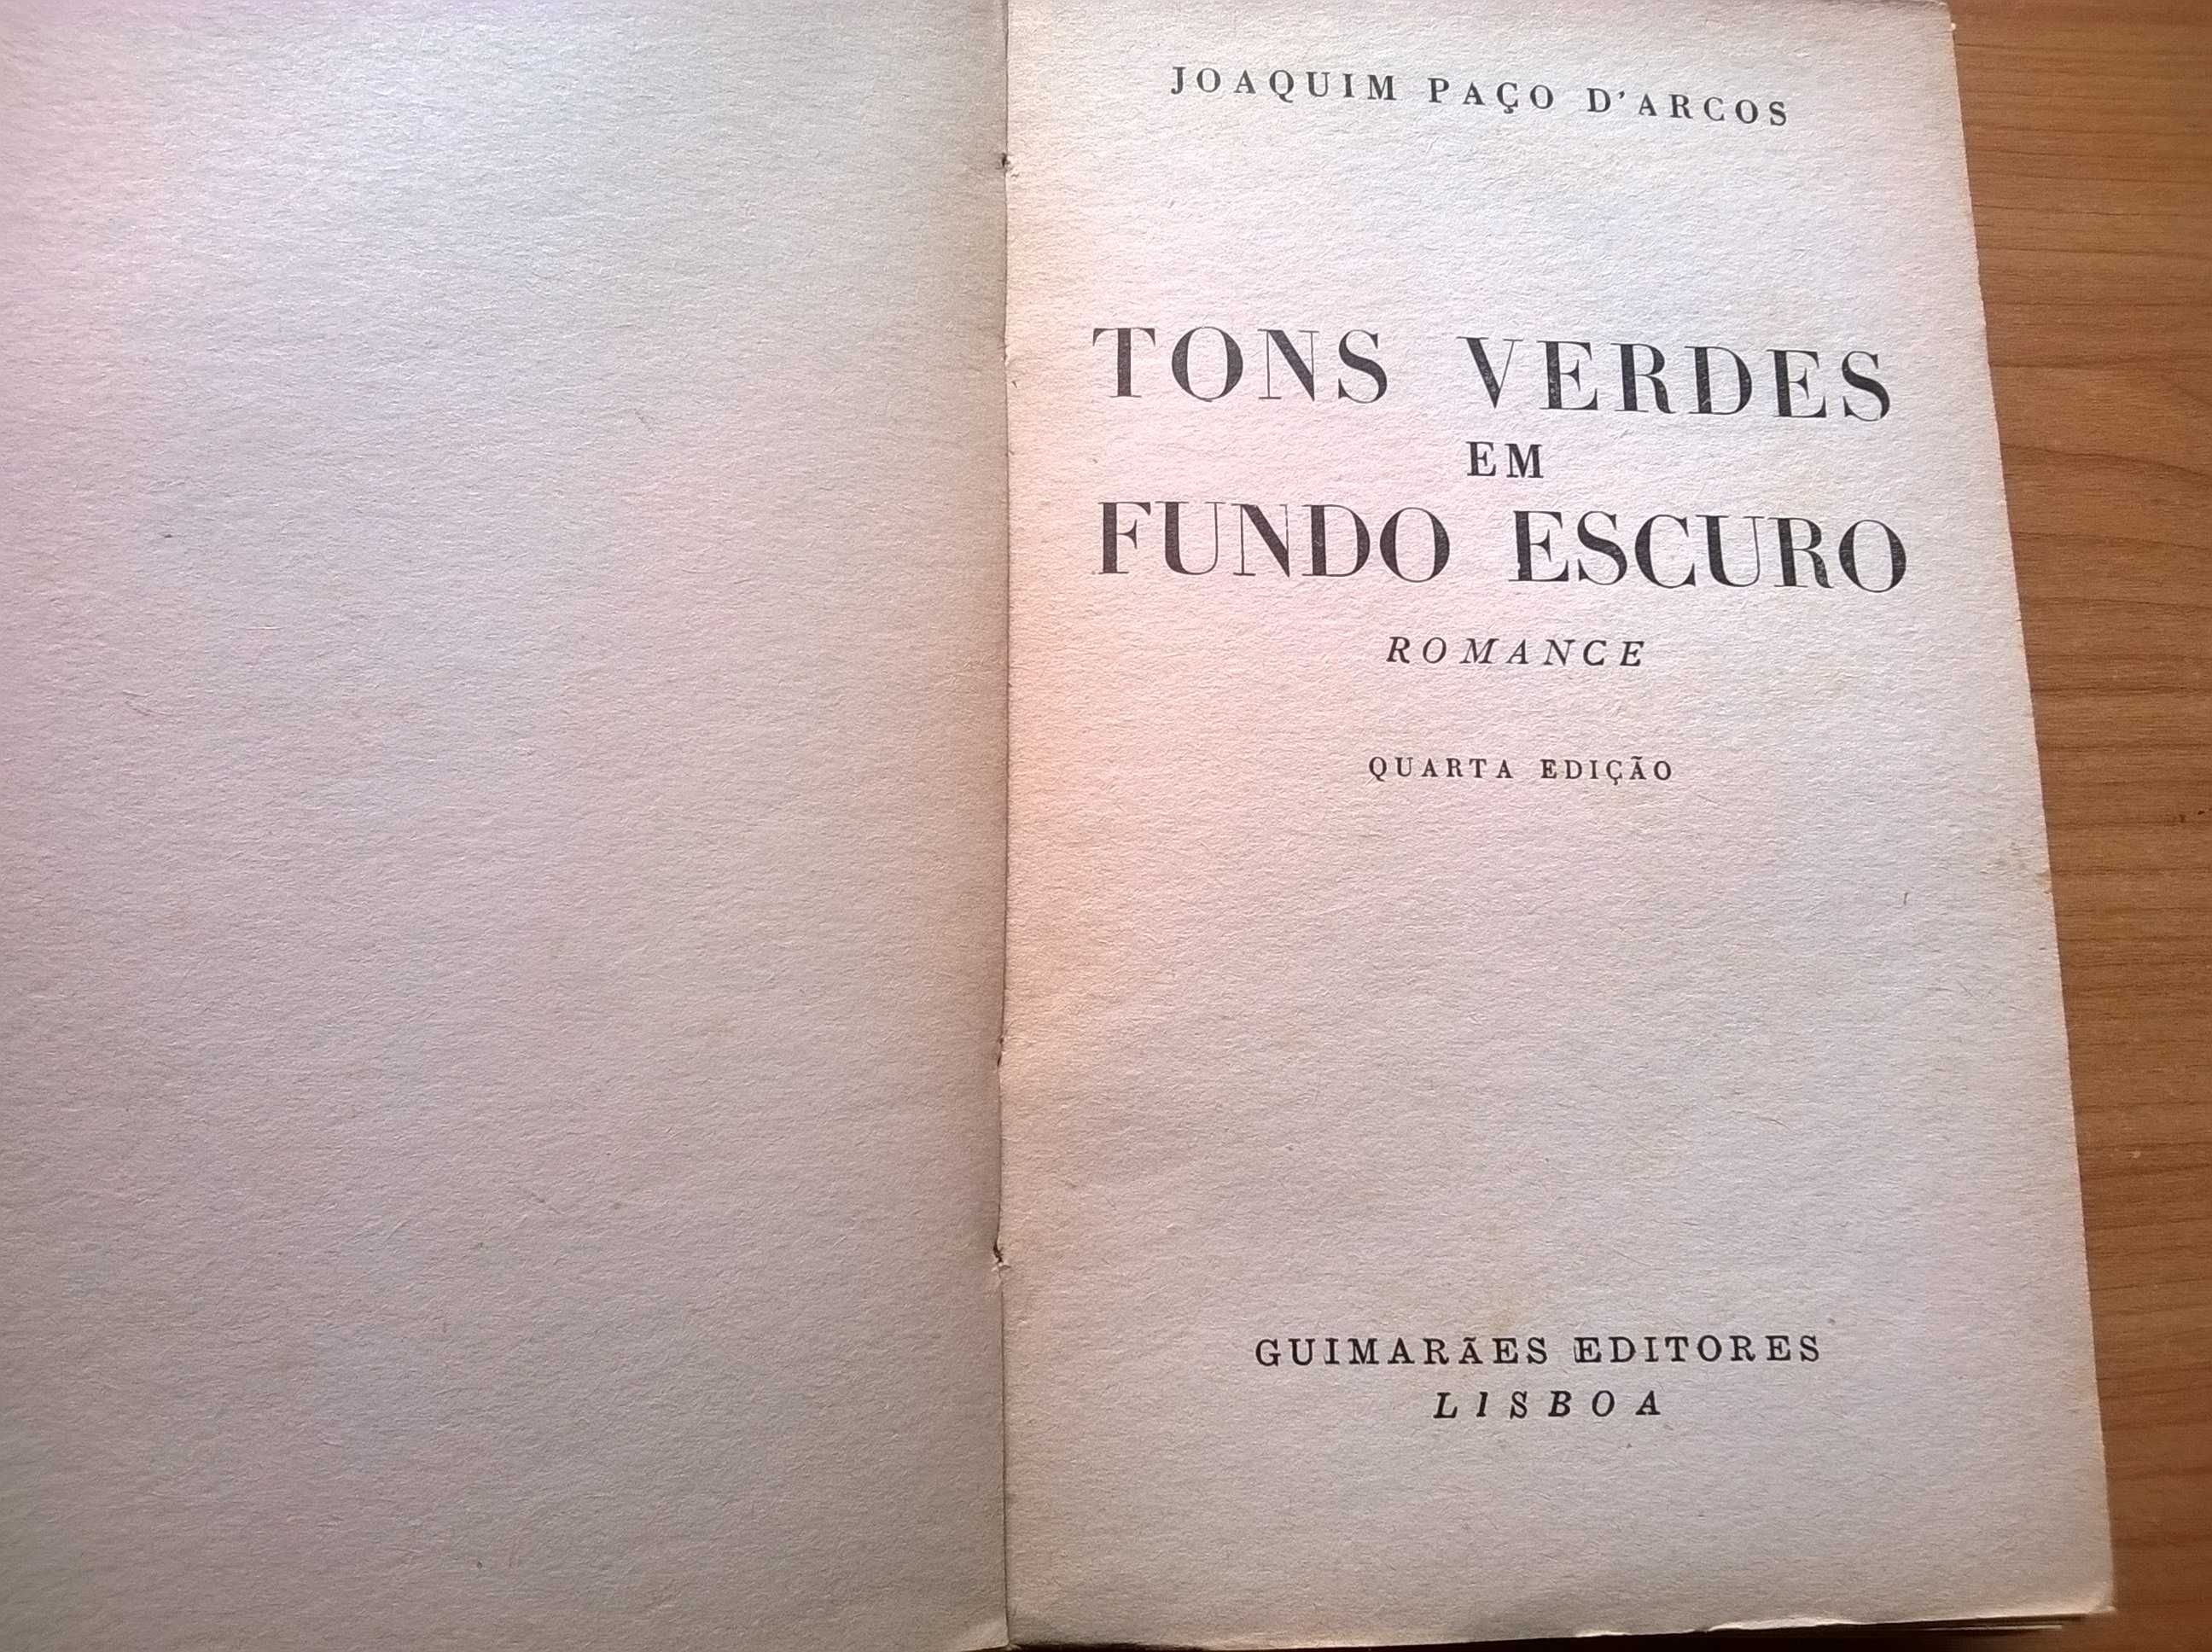 JOAQUIM PAÇO D'ARCOS
TONS VERDES
EM
FUNDO ESCURO
ROMANCE
QUARTA EDIÇÃO
GUIMARÃES EDITORES
LISBOA